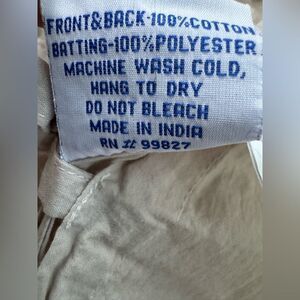 FRONT&BACK-100%COTTON
BATTING-100%POLYESTER
MACHINE WASH COLD,
HANG TO DRY
DO NOT BLEACH
MADE IN INDIA
RN # 99827